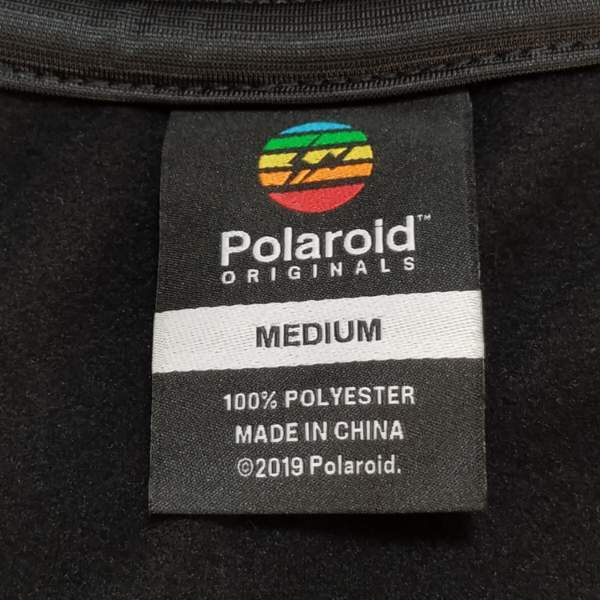 Polaroid™
ORIGINALS
MEDIUM
100% POLYESTER
MADE IN CHINA
©2019 Polaroid.